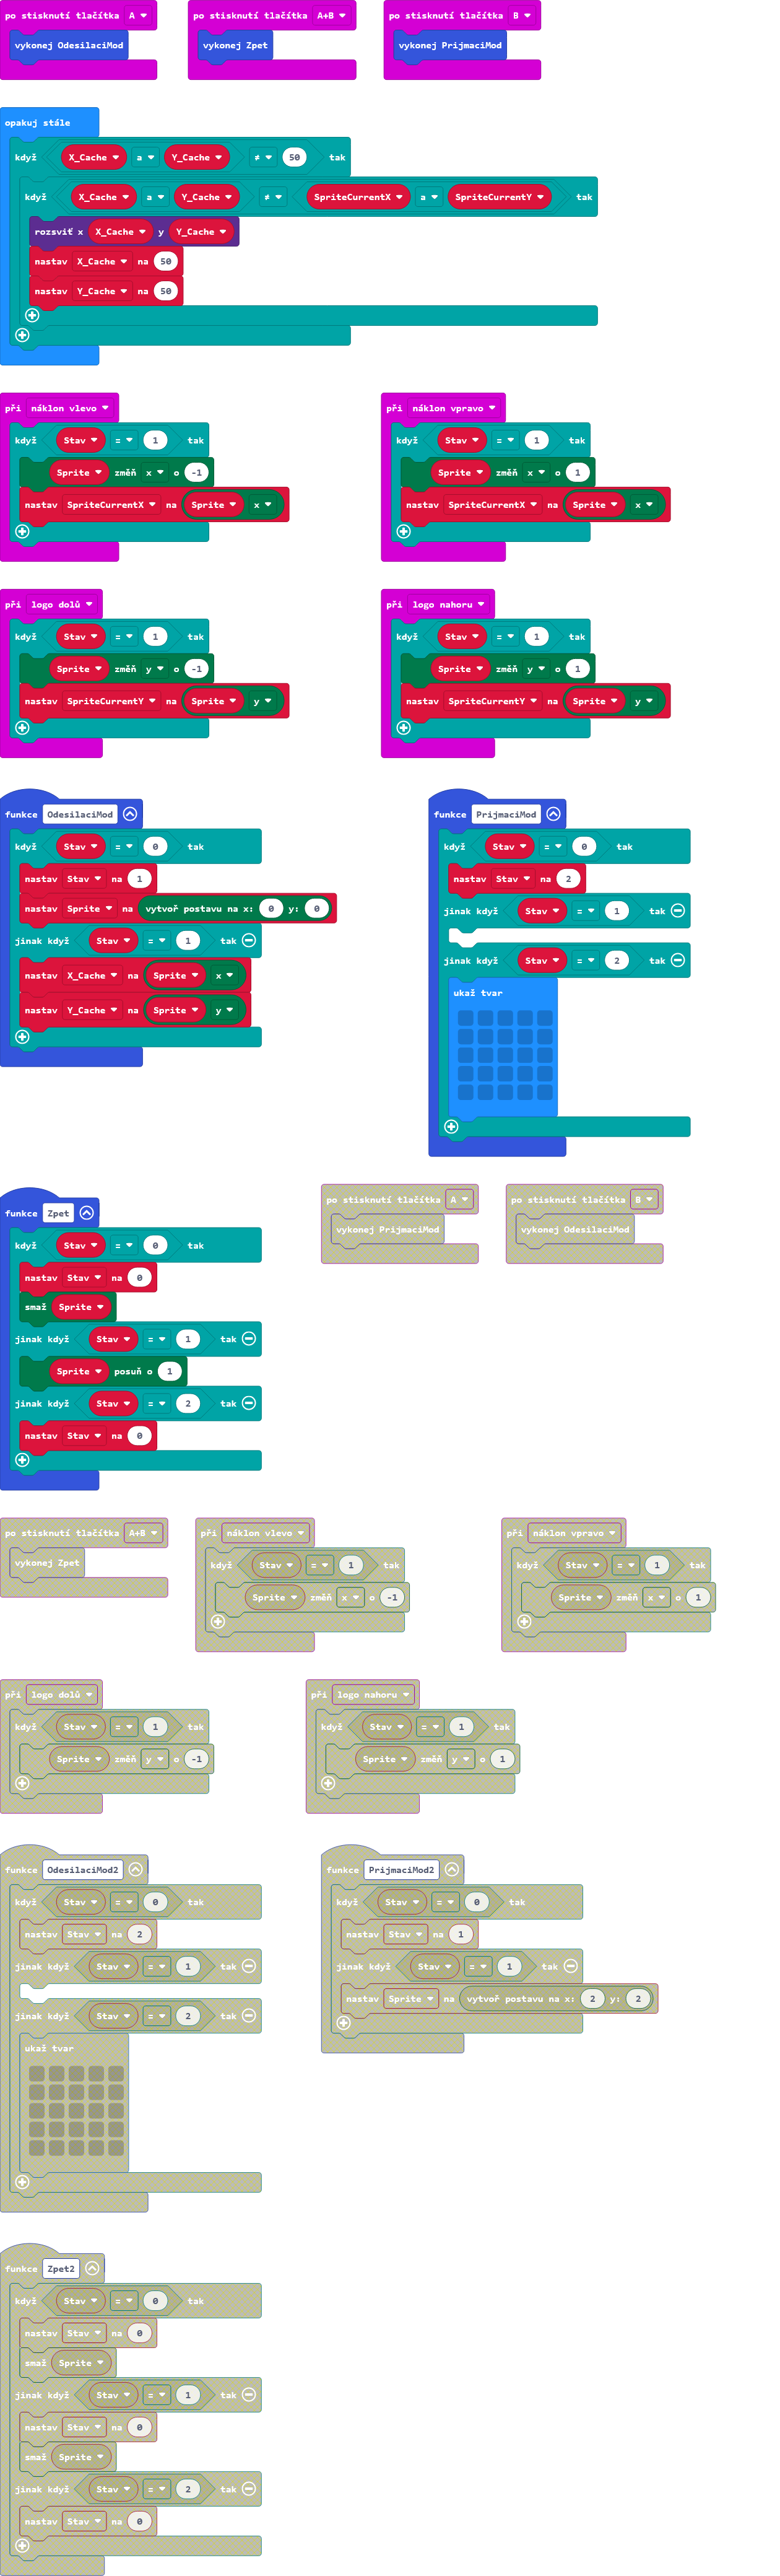 po stisknutí tlačítka A
vykonej OdesilaciMod
po stisknutí tlačítka A+B
vykonej Zpet
po stisknutí tlačítka B
vykonej PrijmaciMod
opakuj stále
když X_Cache a Y_Cache ≠ 50 tak
když X_Cache a Y_Cache ≠ SpriteCurrentX a SpriteCurrentY tak
rozsviť x X_Cache y Y_Cache
nastav X_Cache na 50
nastav Y_Cache na 50
při náklon vlevo
když Stav = 1 tak
Sprite změň x o -1
nastav SpriteCurrentX na Sprite x
při náklon vpravo
když Stav = 1 tak
Sprite změň x o 1
nastav SpriteCurrentX na Sprite x
při logo dolů
když Stav = 1 tak
Sprite změň y o -1
nastav SpriteCurrentY na Sprite y
při logo nahoru
když Stav = 1 tak
Sprite změň y o 1
nastav SpriteCurrentY na Sprite y
funkce OdesilaciMod
když Stav = 0 tak
nastav Stav na 1
nastav Sprite na vytvoř postavu na x: 0 y: 0
jinak když Stav = 1 tak
nastav X_Cache na Sprite x
nastav Y_Cache na Sprite y
funkce PrijmaciMod
když Stav = 0 tak
nastav Stav na 2
jinak když Stav = 1 tak
jinak když Stav = 2 tak
ukaž tvar
funkce Zpet
když Stav = 0 tak
nastav Stav na 0
smaž Sprite
jinak když Stav = 1 tak
Sprite posuň o 1
jinak když Stav = 2 tak
nastav Stav na 0
po stisknutí tlačítka A
vykonej PrijmaciMod
po stisknutí tlačítka B
vykonej OdesilaciMod
po stisknutí tlačítka A+B
vykonej Zpet
při náklon vlevo
když Stav = 1 tak
Sprite změň x o -1
při náklon vpravo
když Stav = 1 tak
Sprite změň x o 1
při logo dolů
když Stav = 1 tak
Sprite změň y o -1
při logo nahoru
když Stav = 1 tak
Sprite změň y o 1
funkce OdesilaciMod2
když Stav = 0 tak
nastav Stav na 2
jinak když Stav = 1 tak
jinak když Stav = 2 tak
ukaž tvar
funkce PrijmaciMod2
když Stav = 0 tak
nastav Stav na 1
jinak když Stav = 1 tak
nastav Sprite na vytvoř postavu na x: 2 y: 2
funkce Zpet2
když Stav = 0 tak
nastav Stav na 0
smaž Sprite
jinak když Stav = 1 tak
nastav Stav na 0
smaž Sprite
jinak když Stav = 2 tak
nastav Stav na 0